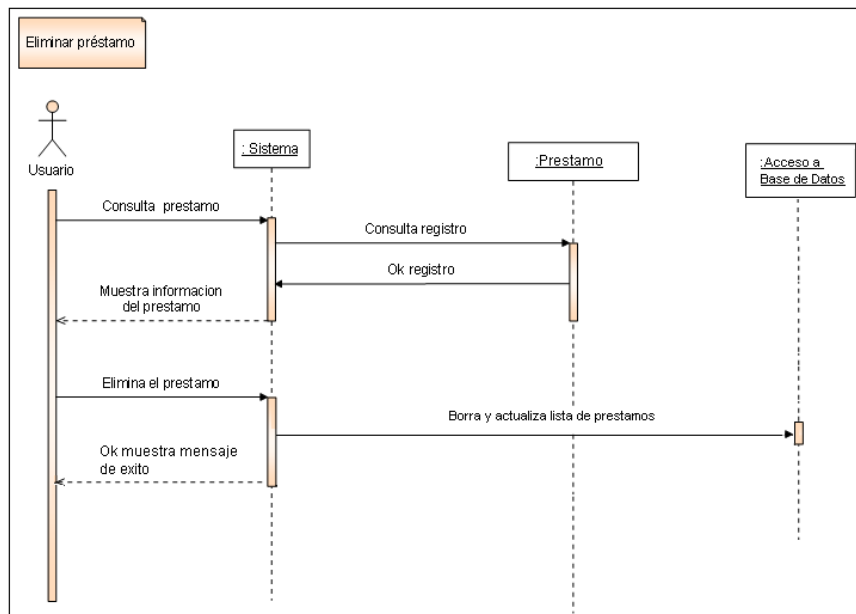 Eliminar préstamo
Usuario
: Sistema
:Prestamo
:Acceso a
Base de Datos
Consulta prestamo
Consulta registro
Ok registro
Muestra informacion
del prestamo
Elimina el prestamo
Borra y actualiza lista de prestamos
Ok muestra mensaje
de exito